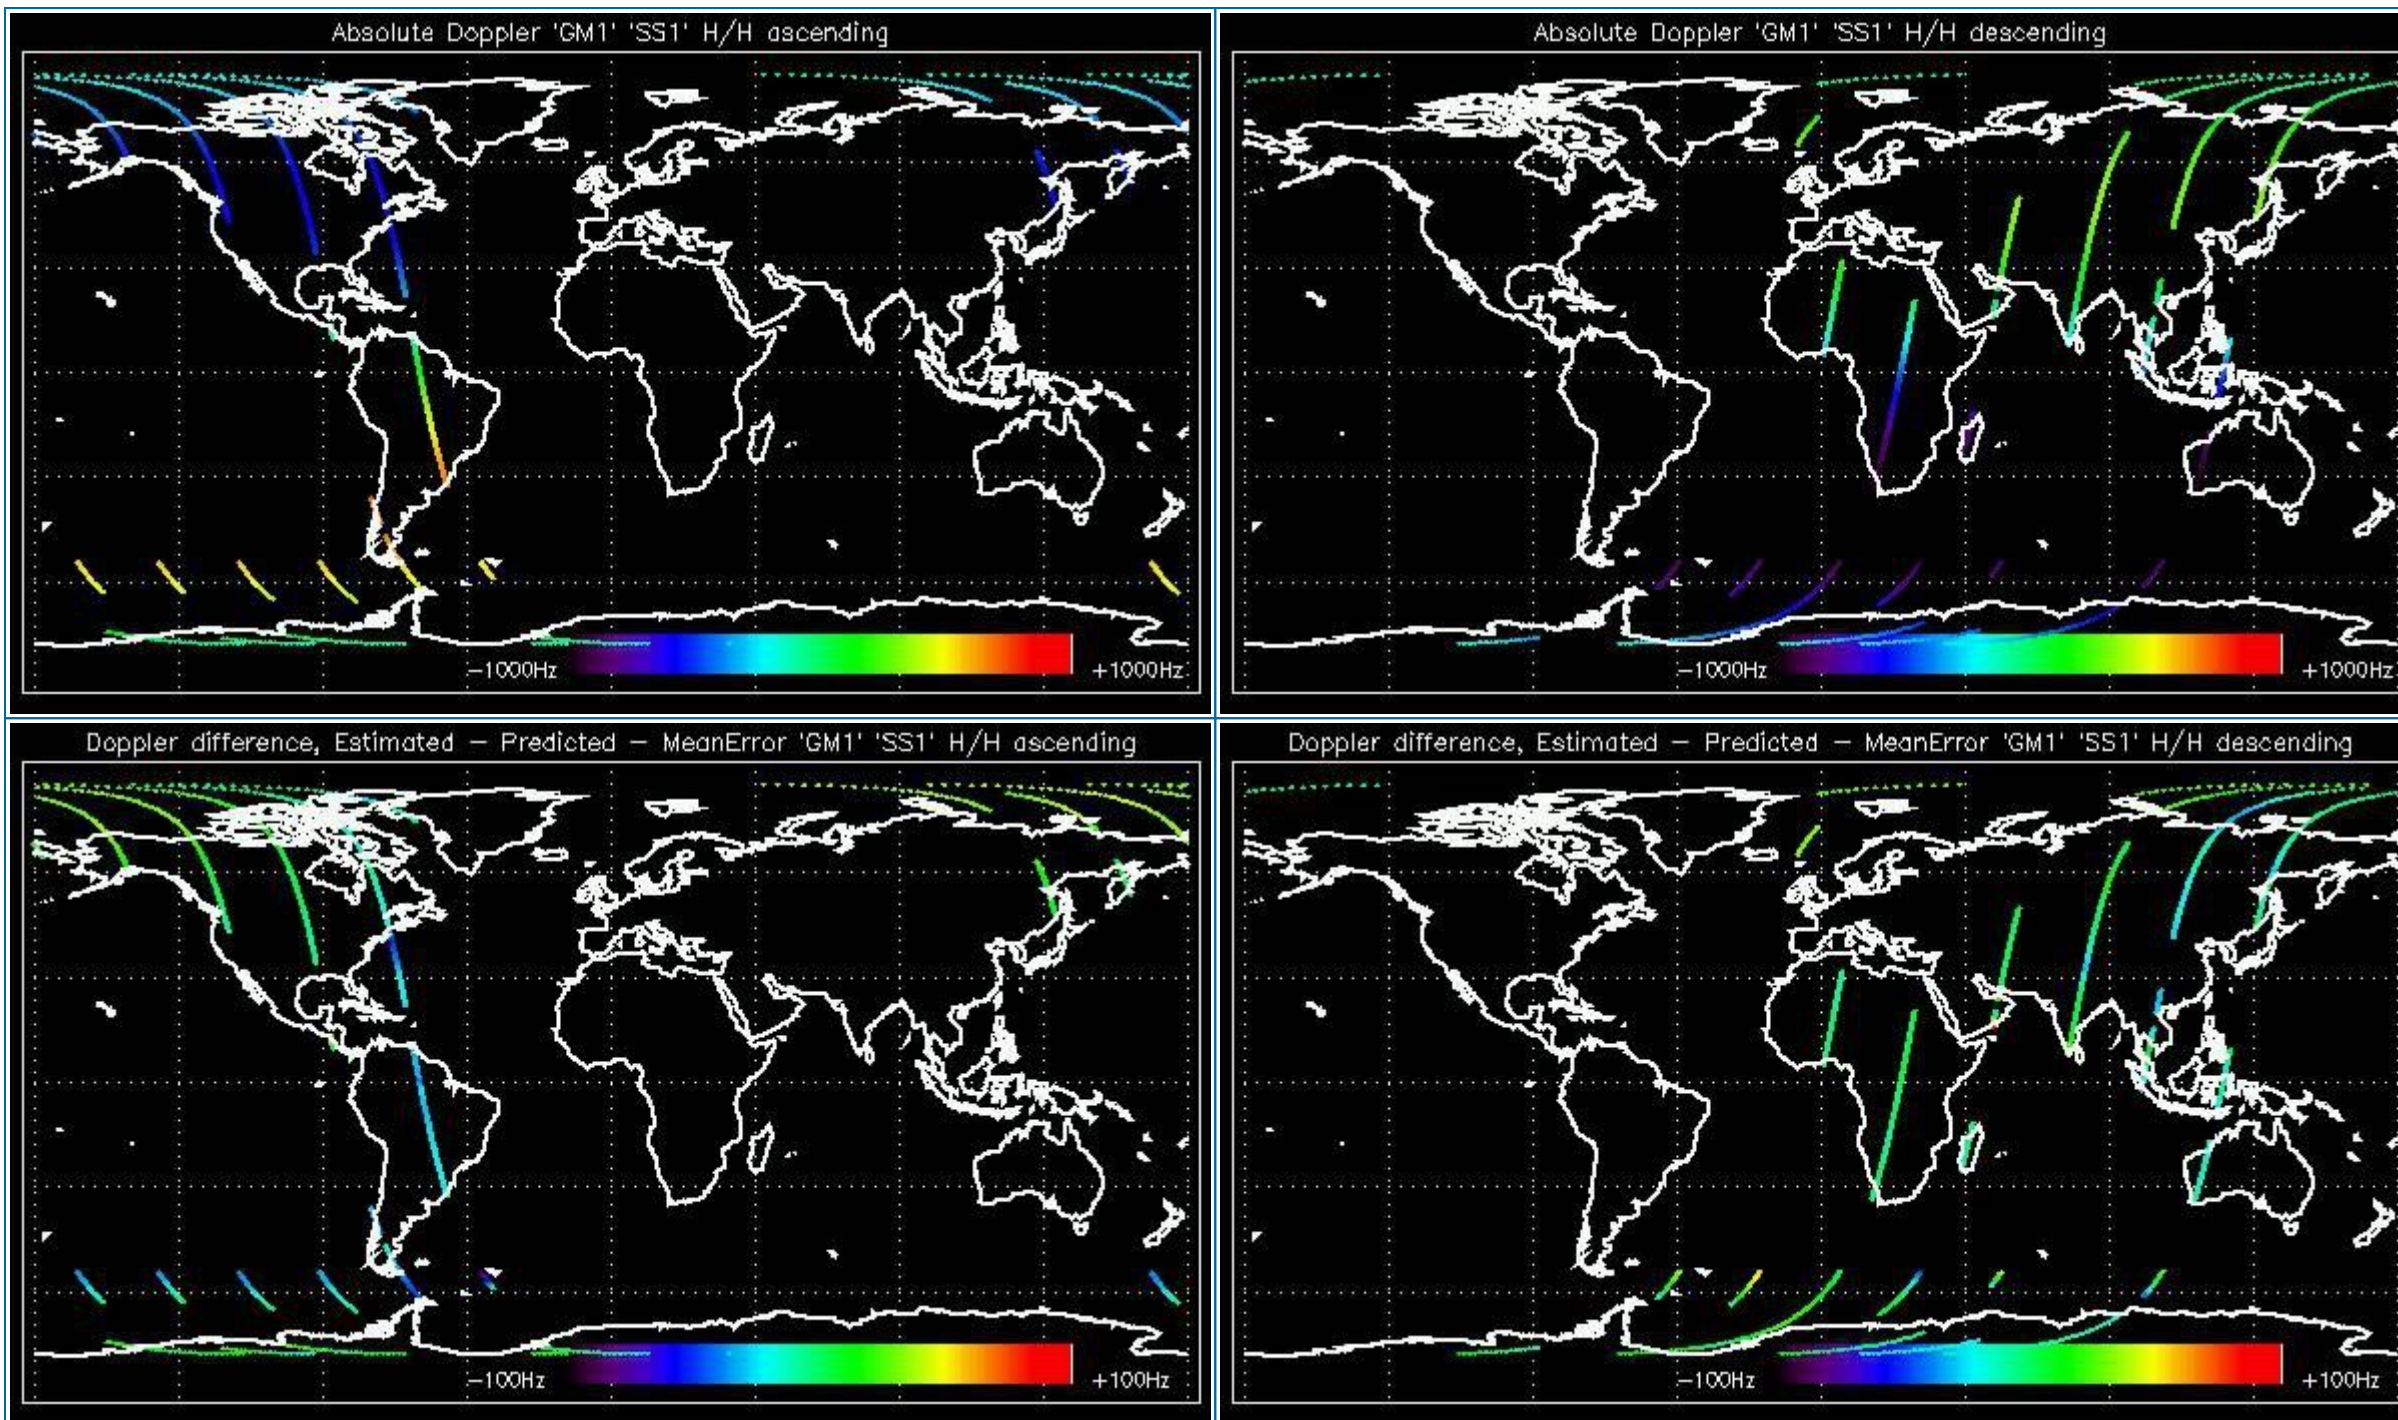 Absolute Doppler 'GM1' 'SS1' H/H ascending
-1000Hz
+1000Hz
Absolute Doppler 'GM1' 'SS1' H/H descending
-1000Hz
+1000Hz
Doppler difference, Estimated - Predicted - MeanError 'GM1' 'SS1' H/H ascending
-100Hz
+100Hz
Doppler difference, Estimated - Predicted - MeanError 'GM1' 'SS1' H/H descending
-100Hz
+100Hz